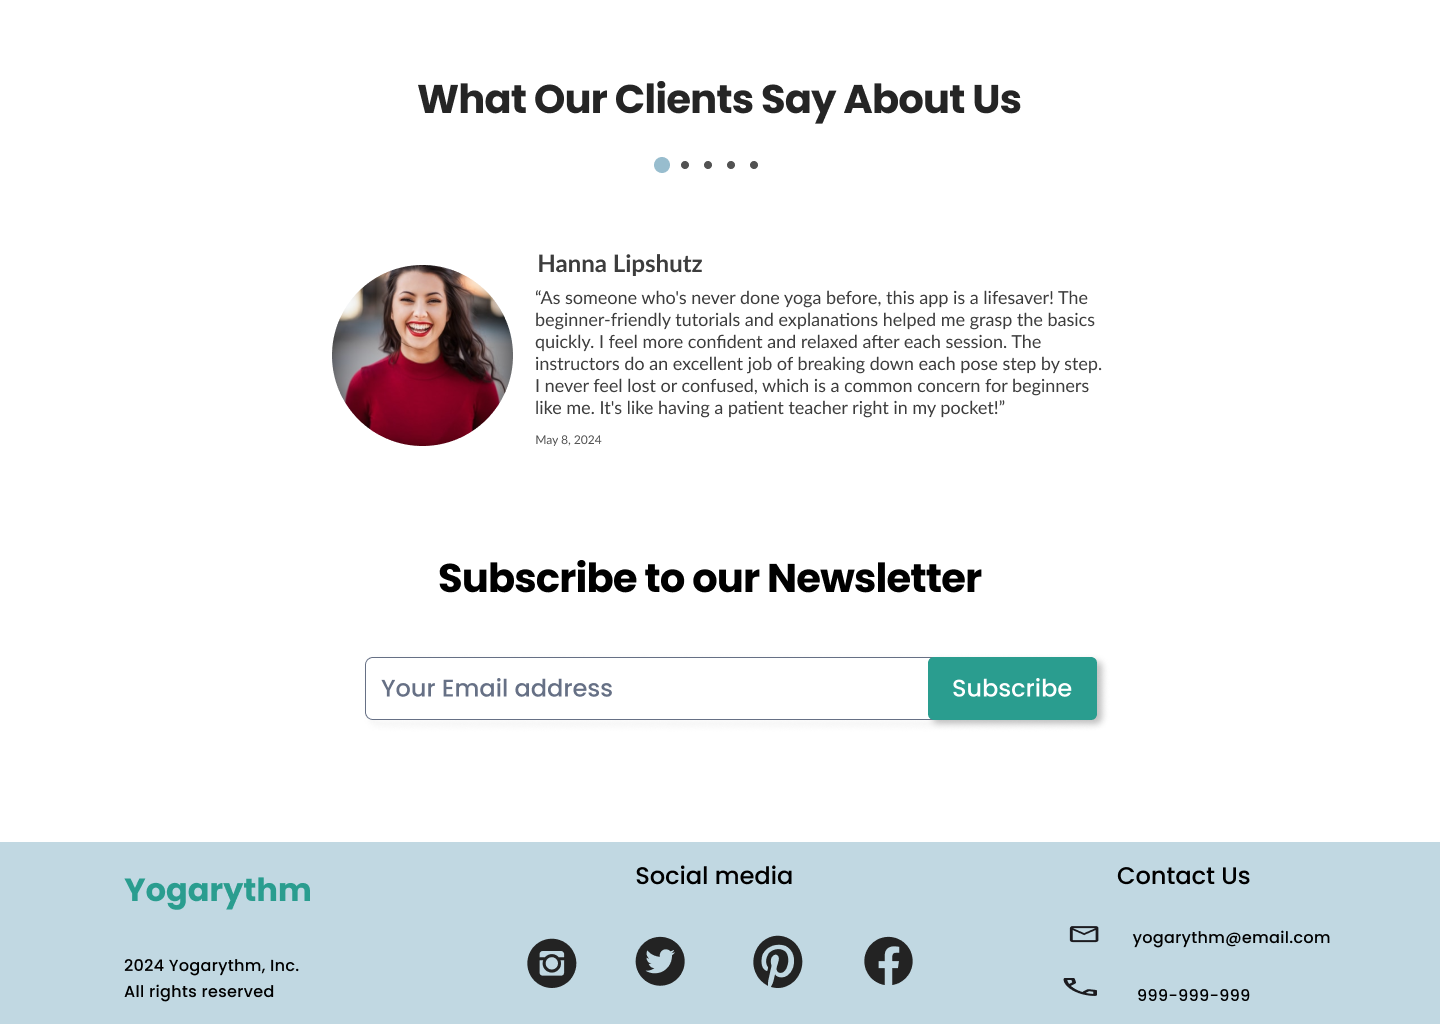 What Our Clients Say About Us
Hanna Lipshutz
“As someone who's never done yoga before, this app is a lifesaver! The
beginner-friendly tutorials and explanations helped me grasp the basics
quickly. I feel more confident and relaxed after each session. The
instructors do an excellent job of breaking down each pose step by step.
I never feel lost or confused, which is a common concern for beginners
like me. It's like having a patient teacher right in my pocket!”
May 8, 2024
Subscribe to our Newsletter
Your Email address
Subscribe
Yogarythm
2024 Yogarythm, Inc.
All rights reserved
Social media
Contact Us
yogarythm@email.com
999-999-999